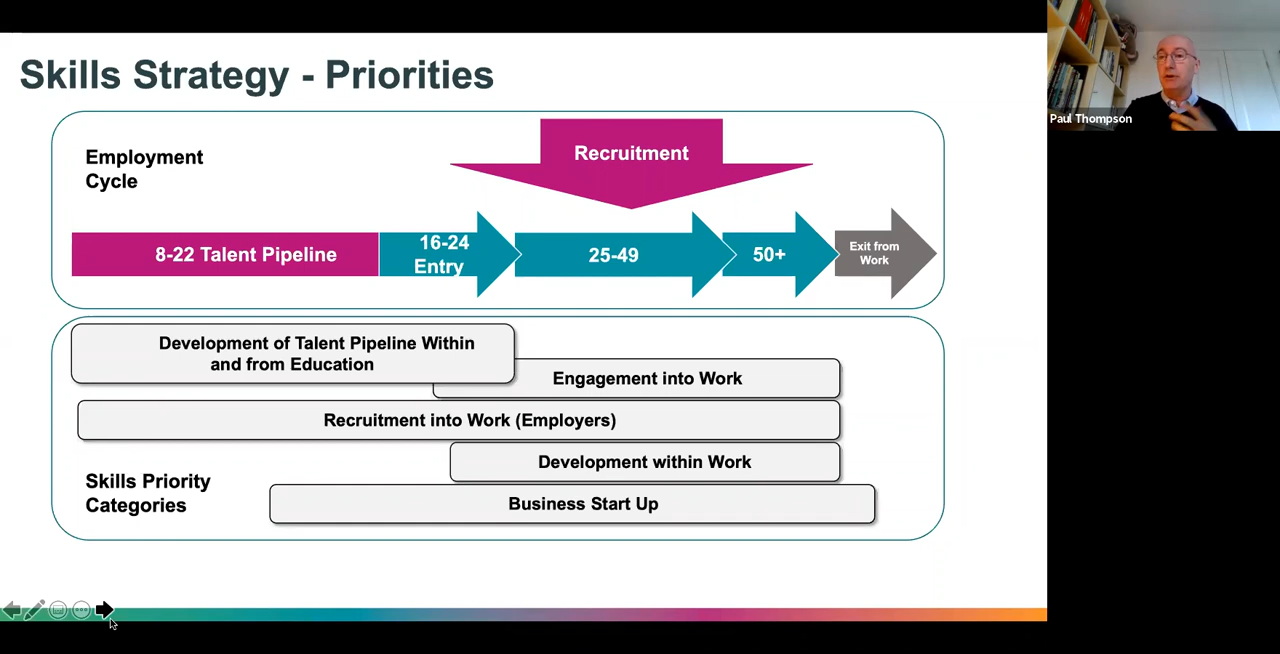 Skills Strategy - Priorities
Paul Thompson
Employment
Cycle
Recruitment
8-22 Talent Pipeline
16-24
Entry
25-49
50+
Exit from
Work
Development of Talent Pipeline Within
and from Education
Engagement into Work
Recruitment into Work (Employers)
Development within Work
Skills Priority
Categories
Business Start Up